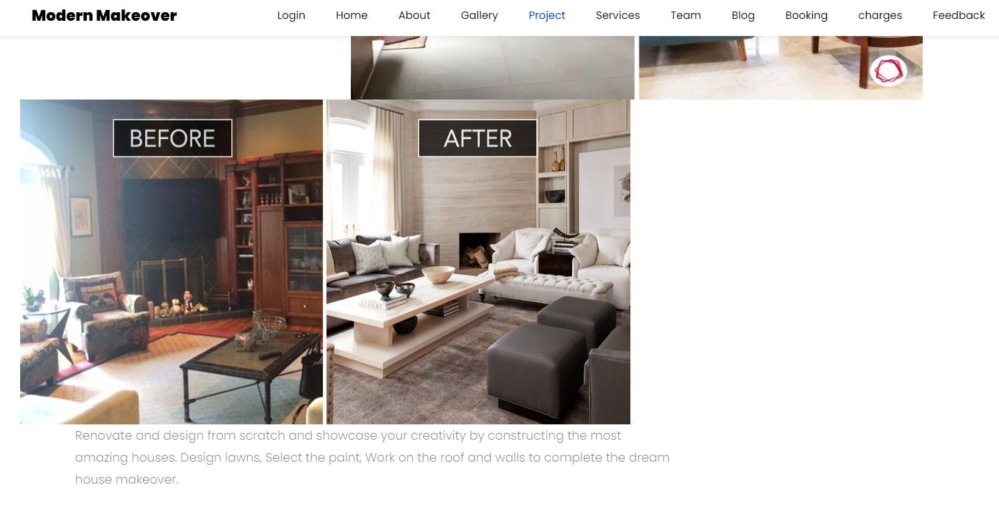 Modern Makeover
Login Home About Gallery Project Services Team Blog Booking charges Feedback
BEFORE
AFTER
Renovate and design from scratch and showcase your creativity by constructing the most
amazing houses. Design lawns, Select the paint, Work on the roof and walls to complete the dream
house makeover.